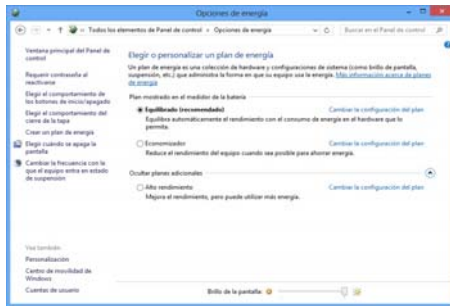 Opciones de energía
Todos los elementos de Panel de control
Opciones de energía
Buscar en el Panel de control
Ventana principal del Panel de
control
Requerir contraseña al
reactivarse
Elegir el comportamiento de
los botones de inicio/apagado
Elegir el comportamiento del
cierre de la tapa
Crear un plan de energía
Elegir cuándo se apaga la
pantalla
Cambiar la frecuencia con la
que el equipo entra en estado
de suspensión
Elegir o personalizar un plan de energía
Un plan de energía es una colección de hardware y configuraciones de sistema (como brillo de pantalla,
suspensión, etc.) que administra la forma en que su equipo usa la energía. Más información acerca de planes
de energía
Plan mostrado en el medidor de la batería
Equilibrado (recomendado)
Cambiar la configuración del plan
Equilibra automáticamente el rendimiento con el consumo de energía en el hardware que lo
permita.
Economizador
Cambiar la configuración del plan
Reduce el rendimiento del equipo cuando sea posible para ahorrar energía.
Ocultar planes adicionales
Alto rendimiento
Cambiar la configuración del plan
Mejora el rendimiento, pero puede utilizar más energía.
Vea también
Personalización
Centro de movilidad de
Windows
Cuentas de usuario
Brillo de la pantalla: